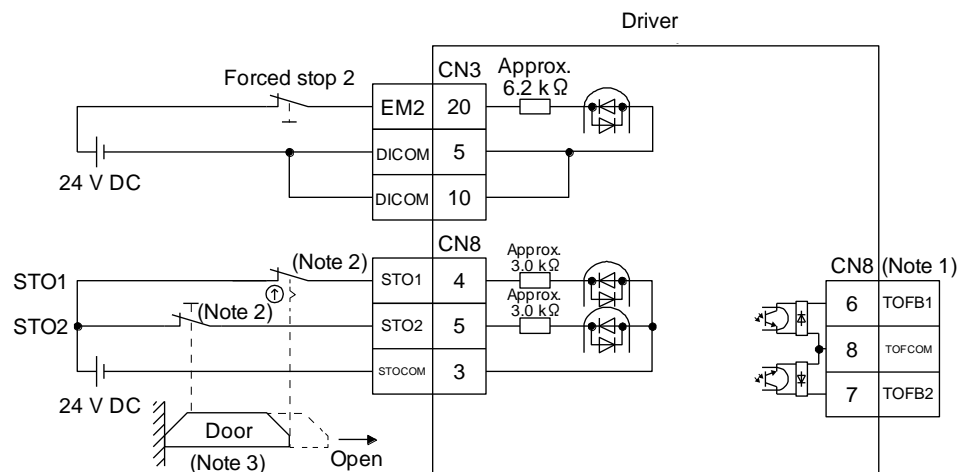 Driver
CN3
Approx.
6.2 kΩ
Forced stop 2
EM2 20
DICOM 5
DICOM 10
24 V DC
CN8
Approx.
3.0 kΩ
STO1
(Note 2)
STO1 4
Approx.
3.0 kΩ
STO2
(Note 2)
STO2 5
STOCOM 3
24 V DC
Door
(Note 3)
Open
CN8 (Note 1)
6 TOFB1
8 TOFCOM
7 TOFB2